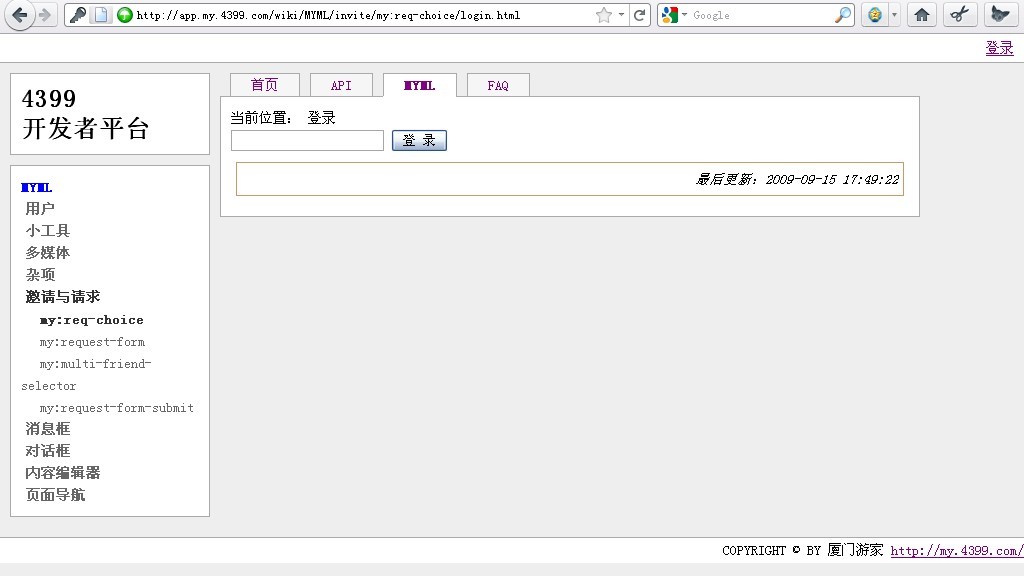 http://app.my.4399.com/wiki/MYML/invite/my:req-choice/login.html
Google
登录
4399
开发者平台
首页 API MYML FAQ
当前位置： 登录
登 录
最后更新：2009-09-15 17:49:22
MYML
用户
小工具
多媒体
杂项
邀请与请求
my:req-choice
my:request-form
my:multi-friend-
selector
my:request-form-submit
消息框
对话框
内容编辑器
页面导航
COPYRIGHT © BY 厦门游家 http://my.4399.com/